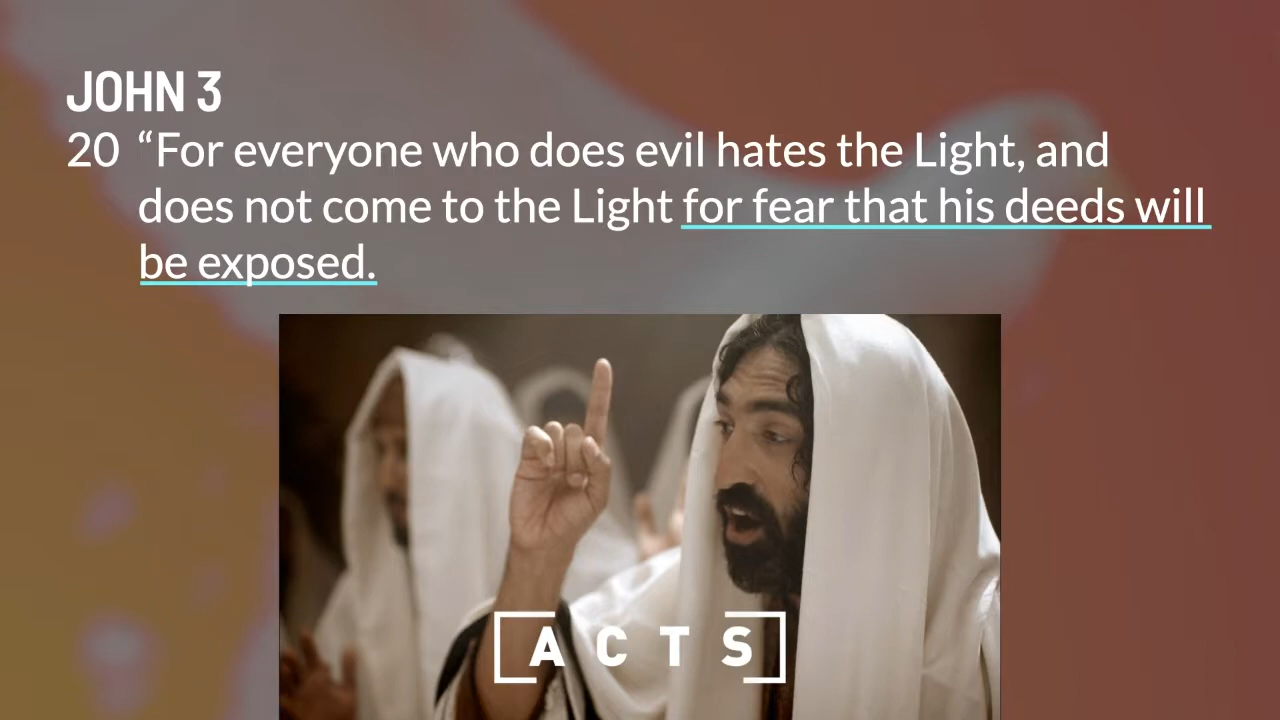 JOHN 3
20 “For everyone who does evil hates the Light, and
does not come to the Light for fear that his deeds will
be exposed.
ACTS